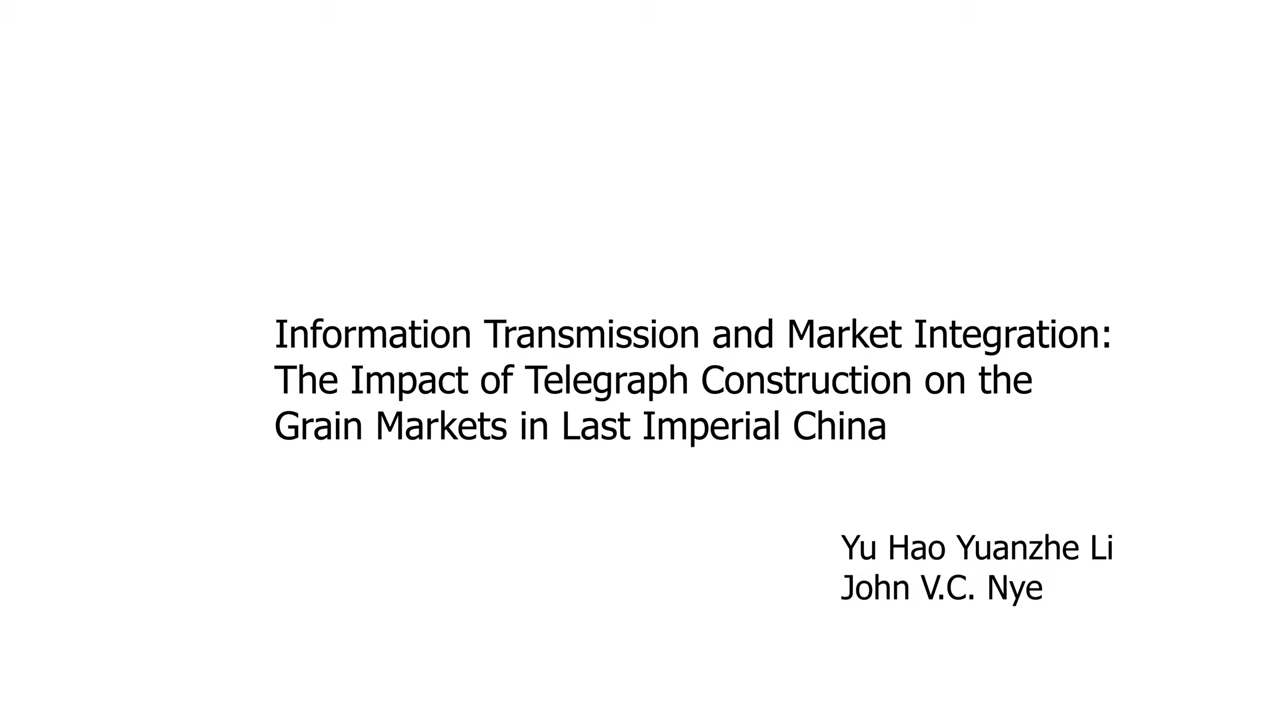 Information Transmission and Market Integration:
The Impact of Telegraph Construction on the
Grain Markets in Last Imperial China
Yu Hao Yuanzhe Li
John V.C. Nye